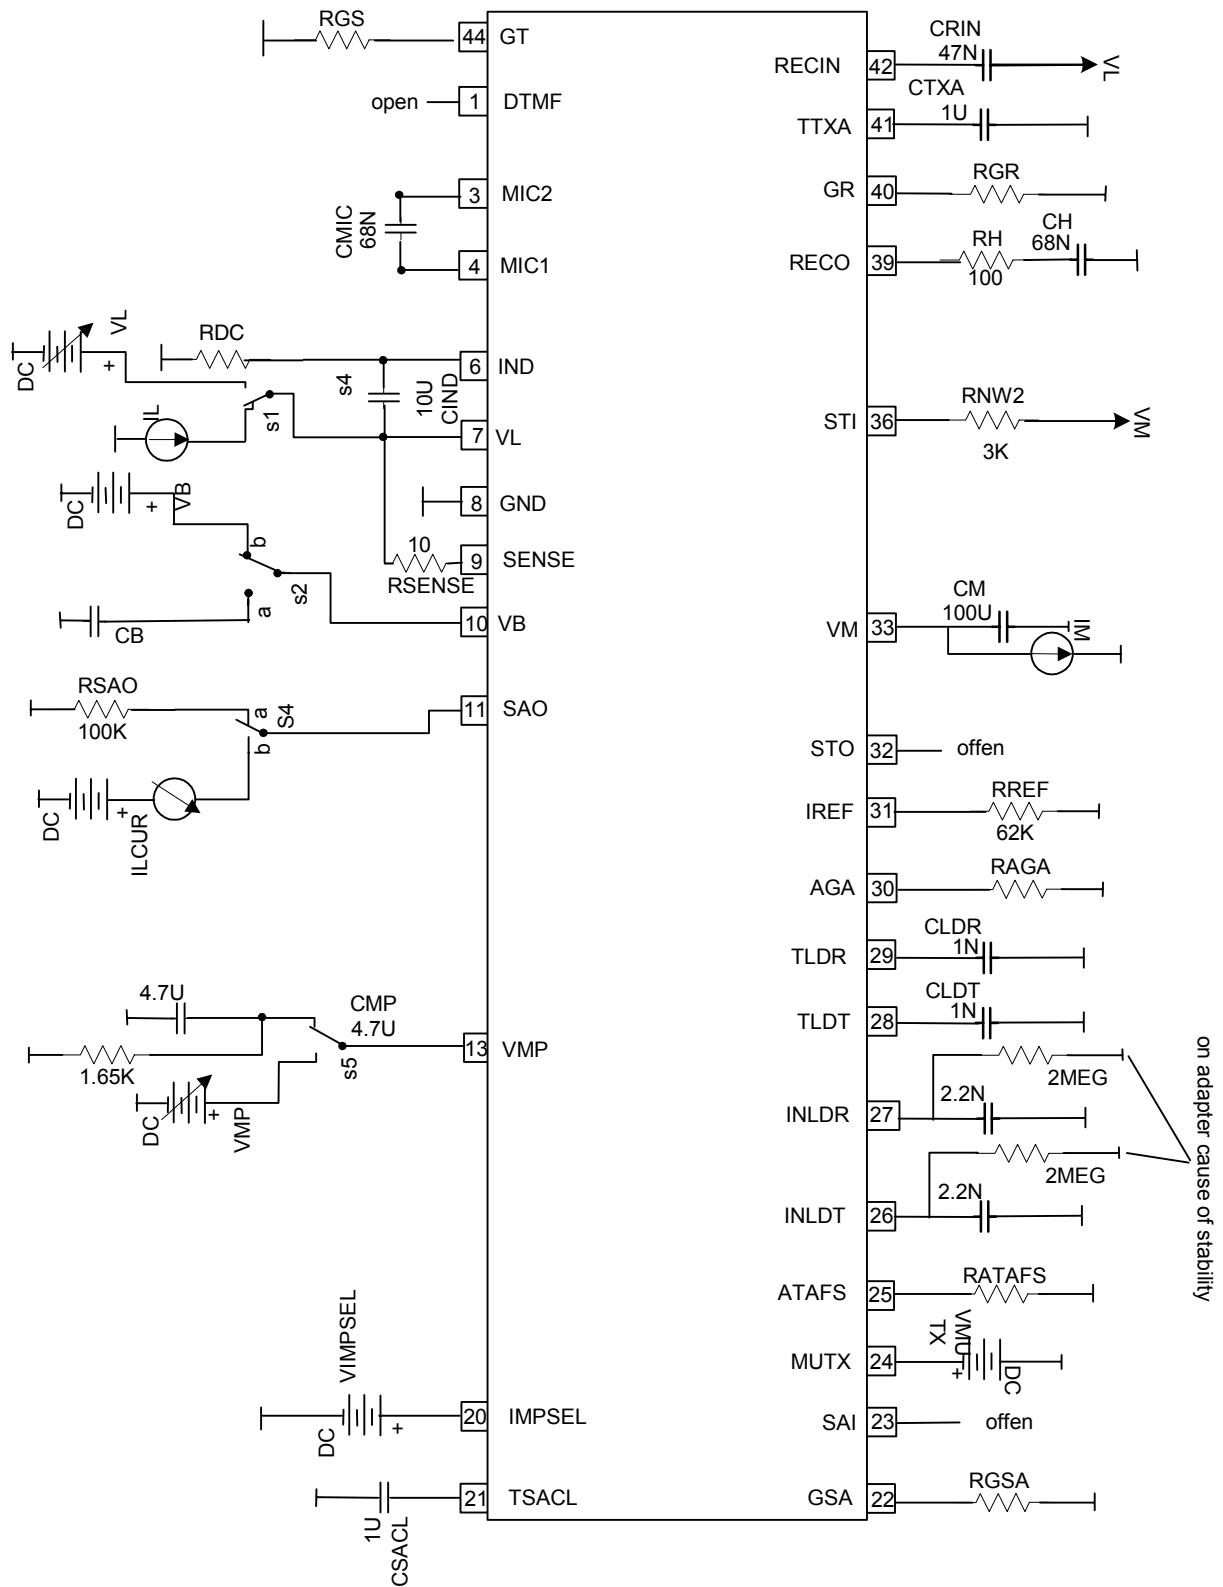 RGS
44 GT
open 1 DTMF
3 MIC2
CMIC
68N
4 MIC1
VL
DC +
RDC
6 IND
s4
10U
CIND
s1
IL
7 VL
DC + VB
8 GND
b
s2
a
10
RSENSE
9 SENSE
CB
10 VB
RSAO
100K
a
S4
b
11 SAO
DC +
ILCUR
4.7U
CMP
4.7U
s5
13 VMP
1.65K
DC +
VMP
VIMPSEL
DC +
20 IMPSEL
1U
CSACL
21 TSACL
CRIN
47N
RECIN 42
VL
CTXA
1U
TTXA 41
RGR
GR 40
RH
100
CH
68N
RECO 39
RNW2
3K
STI 36
VM
CM
100U
IM
VM 33
STO 32 offen
RREF
62K
IREF 31
RAGA
AGA 30
CLDR
1N
TLDR 29
CLDT
1N
TLDT 28
2MEG
2.2N
INLDR 27
2MEG
2.2N
INLDT 26
on adapter cause of stability
RATAFS
ATAFS 25
VMU
TX
+ DC
MUTX 24
SAI 23 offen
RGSA
GSA 22